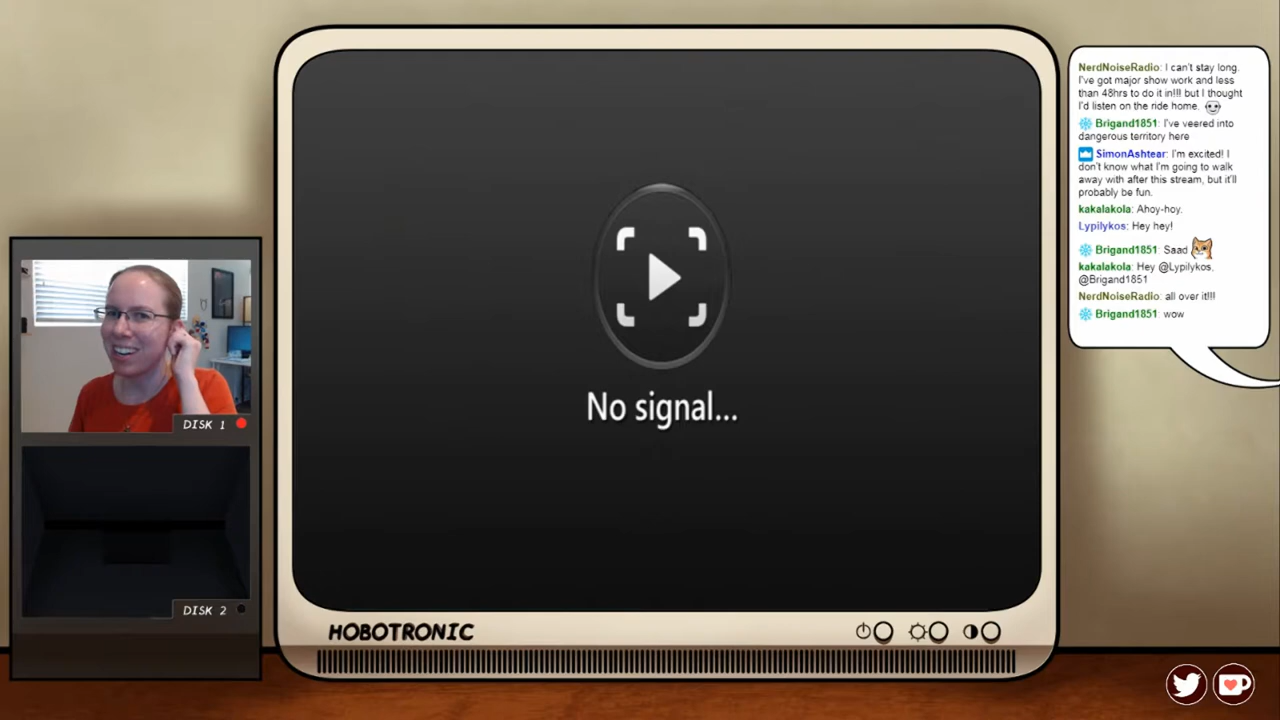 NerdNoiseRadio: I can't stay long.
I've got major show work and less
than 48hrs to do it in!!! but I thought
I'd listen on the ride home.
Brigand1851: I've veered into
dangerous territory here
SimonAshtear: I'm excited! I
don't know what I'm going to walk
away with after this stream, but it'll
probably be fun.
kakalakola: Ahoy-hoy.
Lypilykos: Hey hey!
Brigand1851: Saad
kakalakola: Hey @Lypilykos,
@Brigand1851
NerdNoiseRadio: all over it!!!
Brigand1851: wow
No signal...
DISK 1
DISK 2
HOBOTRONIC